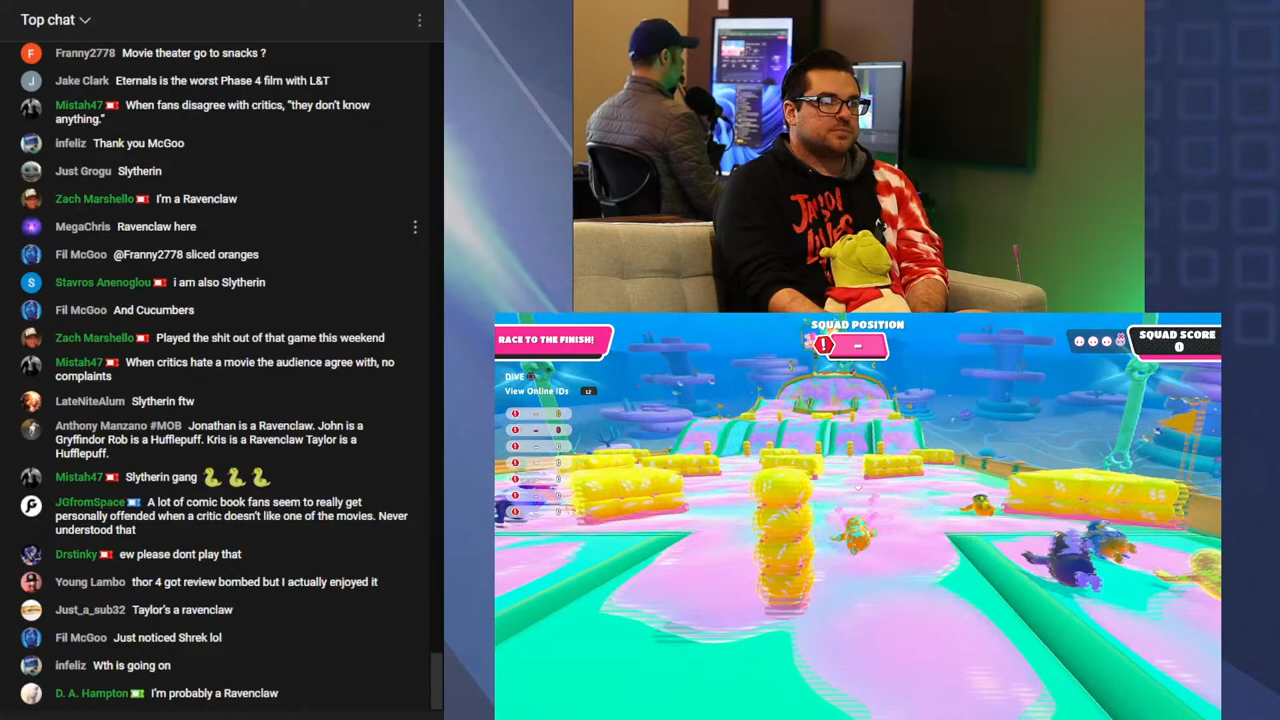 Top chat
Franny2778 Movie theater go to snacks ?
Jake Clark Eternals is the worst Phase 4 film with L&T
Mistah47 When fans disagree with critics, “they don't know
anything.”
infeliz Thank you McGoo
Just Grogu Slytherin
Zach Marshello I'm a Ravenclaw
MegaChris Ravenclaw here
Fil McGoo @Franny2778 sliced oranges
S Stavros Anenoglou i am also Slytherin
Fil McGoo And Cucumbers
Zach Marshello Played the shit out of that game this weekend
Mistah47 When critics hate a movie the audience agree with, no
complaints
LateNiteAlum Slytherin ftw
Anthony Manzano #MOB Jonathan is a Ravenclaw. John is a
Gryffindor Rob is a Hufflepuff. Kris is a Ravenclaw Taylor is a
Hufflepuff.
Mistah47 Slytherin gang 🐍 🐍 🐍
JGfromSpace A lot of comic book fans seem to really get
personally offended when a critic doesn't like one of the movies. Never
understood that
Drstinky ew please dont play that
Young Lambo thor 4 got review bombed but I actually enjoyed it
Just_a_sub32 Taylor's a ravenclaw
Fil McGoo Just noticed Shrek lol
infeliz Wth is going on
D. A. Hampton I'm probably a Ravenclaw
JASON
LIVES
RACE TO THE FINISH!
SQUAD POSITION
! –
SQUAD SCORE
0
DIVE
View Online IDs L2